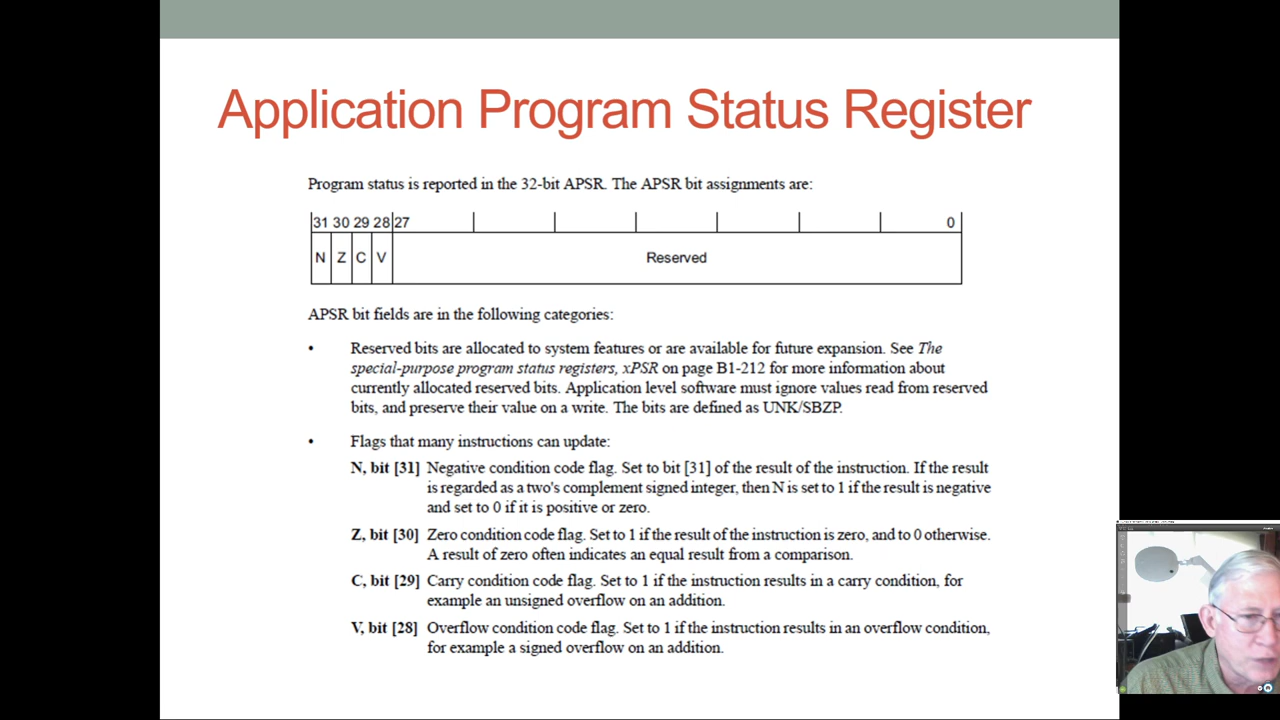 Application Program Status Register
Program status is reported in the 32-bit APSR. The APSR bit assignments are:
31 30 29 28 27 0
N Z C V Reserved
APSR bit fields are in the following categories:
• Reserved bits are allocated to system features or are available for future expansion. See The
special-purpose program status registers, xPSR on page B1-212 for more information about
currently allocated reserved bits. Application level software must ignore values read from reserved
bits, and preserve their value on a write. The bits are defined as UNK/SBZP.
• Flags that many instructions can update:
N, bit [31] Negative condition code flag. Set to bit [31] of the result of the instruction. If the result
is regarded as a two's complement signed integer, then N is set to 1 if the result is negative
and set to 0 if it is positive or zero.
Z, bit [30] Zero condition code flag. Set to 1 if the result of the instruction is zero, and to 0 otherwise.
A result of zero often indicates an equal result from a comparison.
C, bit [29] Carry condition code flag. Set to 1 if the instruction results in a carry condition, for
example an unsigned overflow on an addition.
V, bit [28] Overflow condition code flag. Set to 1 if the instruction results in an overflow condition,
for example a signed overflow on an addition.